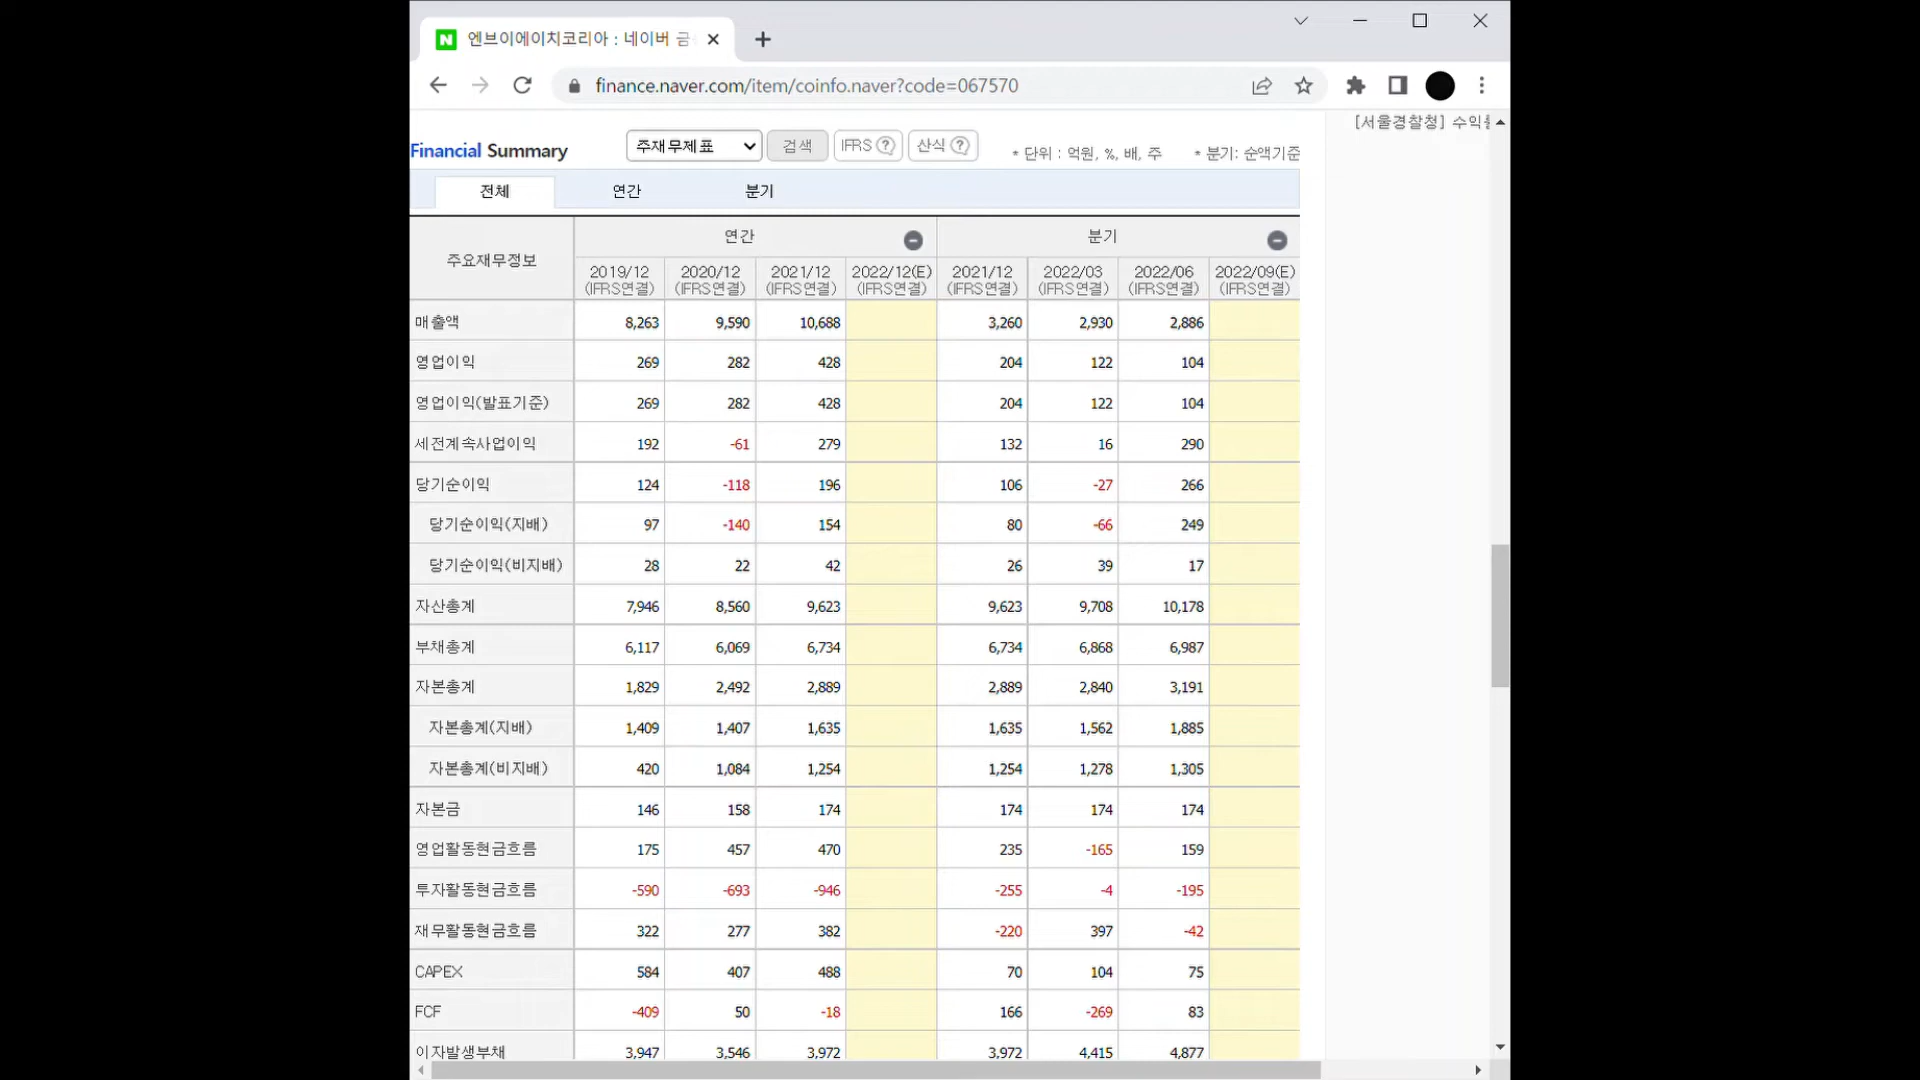 엔브이에이치코리아 : 네이버 금
finance.naver.com/item/coinfo.naver?code=067570
[서울경찰청] 수익률
Financial Summary 주재무제표 검색 IFRS ? 산식 ? * 단위 : 억원, %, 배, 주 * 분기: 순액기준
전체 연간 분기
주요재무정보 연간 분기
2019/12 2020/12 2021/12 2022/12(E) 2021/12 2022/03 2022/06 2022/09(E)
(IFRS연결) (IFRS연결) (IFRS연결) (IFRS연결) (IFRS연결) (IFRS연결) (IFRS연결) (IFRS연결)
매출액 8,263 9,590 10,688 3,260 2,930 2,886
영업이익 269 282 428 204 122 104
영업이익(발표기준) 269 282 428 204 122 104
세전계속사업이익 192 -61 279 132 16 290
당기순이익 124 -118 196 106 -27 266
당기순이익(지배) 97 -140 154 80 -66 249
당기순이익(비지배) 28 22 42 26 39 17
자산총계 7,946 8,560 9,623 9,623 9,708 10,178
부채총계 6,117 6,069 6,734 6,734 6,868 6,987
자본총계 1,829 2,492 2,889 2,889 2,840 3,191
자본총계(지배) 1,409 1,407 1,635 1,635 1,562 1,885
자본총계(비지배) 420 1,084 1,254 1,254 1,278 1,305
자본금 146 158 174 174 174 174
영업활동현금흐름 175 457 470 235 -165 159
투자활동현금흐름 -590 -693 -946 -255 -4 -195
재무활동현금흐름 322 277 382 -220 397 -42
CAPEX 584 407 488 70 104 75
FCF -409 50 -18 166 -269 83
이자발생부채 3,947 3,546 3,972 3,972 4,415 4,877